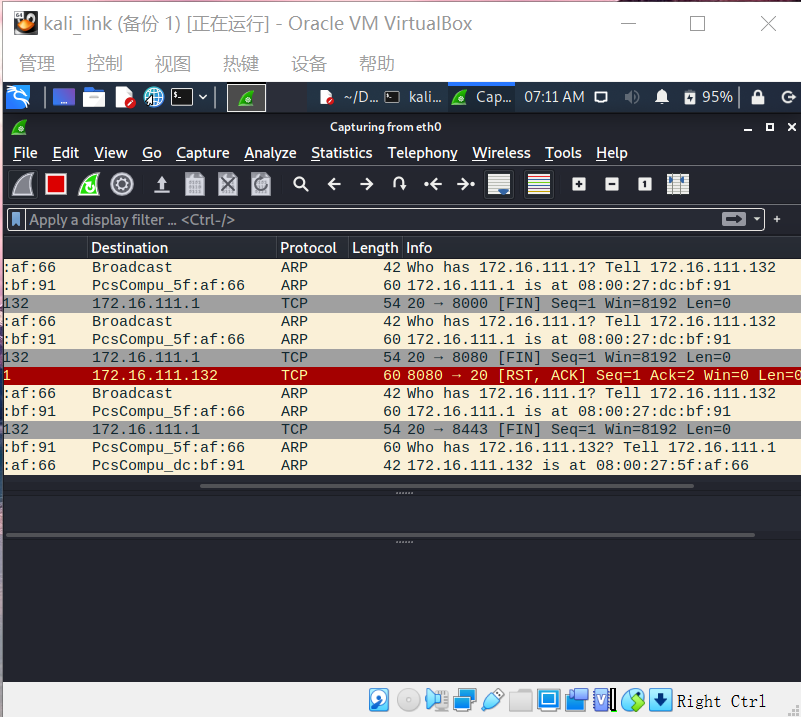 kali_link (备份 1) [正在运行] - Oracle VM VirtualBox
管理 控制 视图 热键 设备 帮助
~/D... kali... Cap... 07:11 AM 95%
Capturing from eth0
File Edit View Go Capture Analyze Statistics Telephony Wireless Tools Help
Apply a display filter ... <Ctrl-/>
Destination Protocol Length Info
:af:66 Broadcast ARP 42 Who has 172.16.111.1? Tell 172.16.111.132
:bf:91 PcsCompu_5f:af:66 ARP 60 172.16.111.1 is at 08:00:27:dc:bf:91
132 172.16.111.1 TCP 54 20 → 8000 [FIN] Seq=1 Win=8192 Len=0
:af:66 Broadcast ARP 42 Who has 172.16.111.1? Tell 172.16.111.132
:bf:91 PcsCompu_5f:af:66 ARP 60 172.16.111.1 is at 08:00:27:dc:bf:91
132 172.16.111.1 TCP 54 20 → 8080 [FIN] Seq=1 Win=8192 Len=0
1 172.16.111.132 TCP 60 8080 → 20 [RST, ACK] Seq=1 Ack=2 Win=0 Len=0
:af:66 Broadcast ARP 42 Who has 172.16.111.1? Tell 172.16.111.132
:bf:91 PcsCompu_5f:af:66 ARP 60 172.16.111.1 is at 08:00:27:dc:bf:91
132 172.16.111.1 TCP 54 20 → 8443 [FIN] Seq=1 Win=8192 Len=0
:bf:91 PcsCompu_5f:af:66 ARP 60 Who has 172.16.111.132? Tell 172.16.111.1
:af:66 PcsCompu_dc:bf:91 ARP 42 172.16.111.132 is at 08:00:27:5f:af:66
Right Ctrl